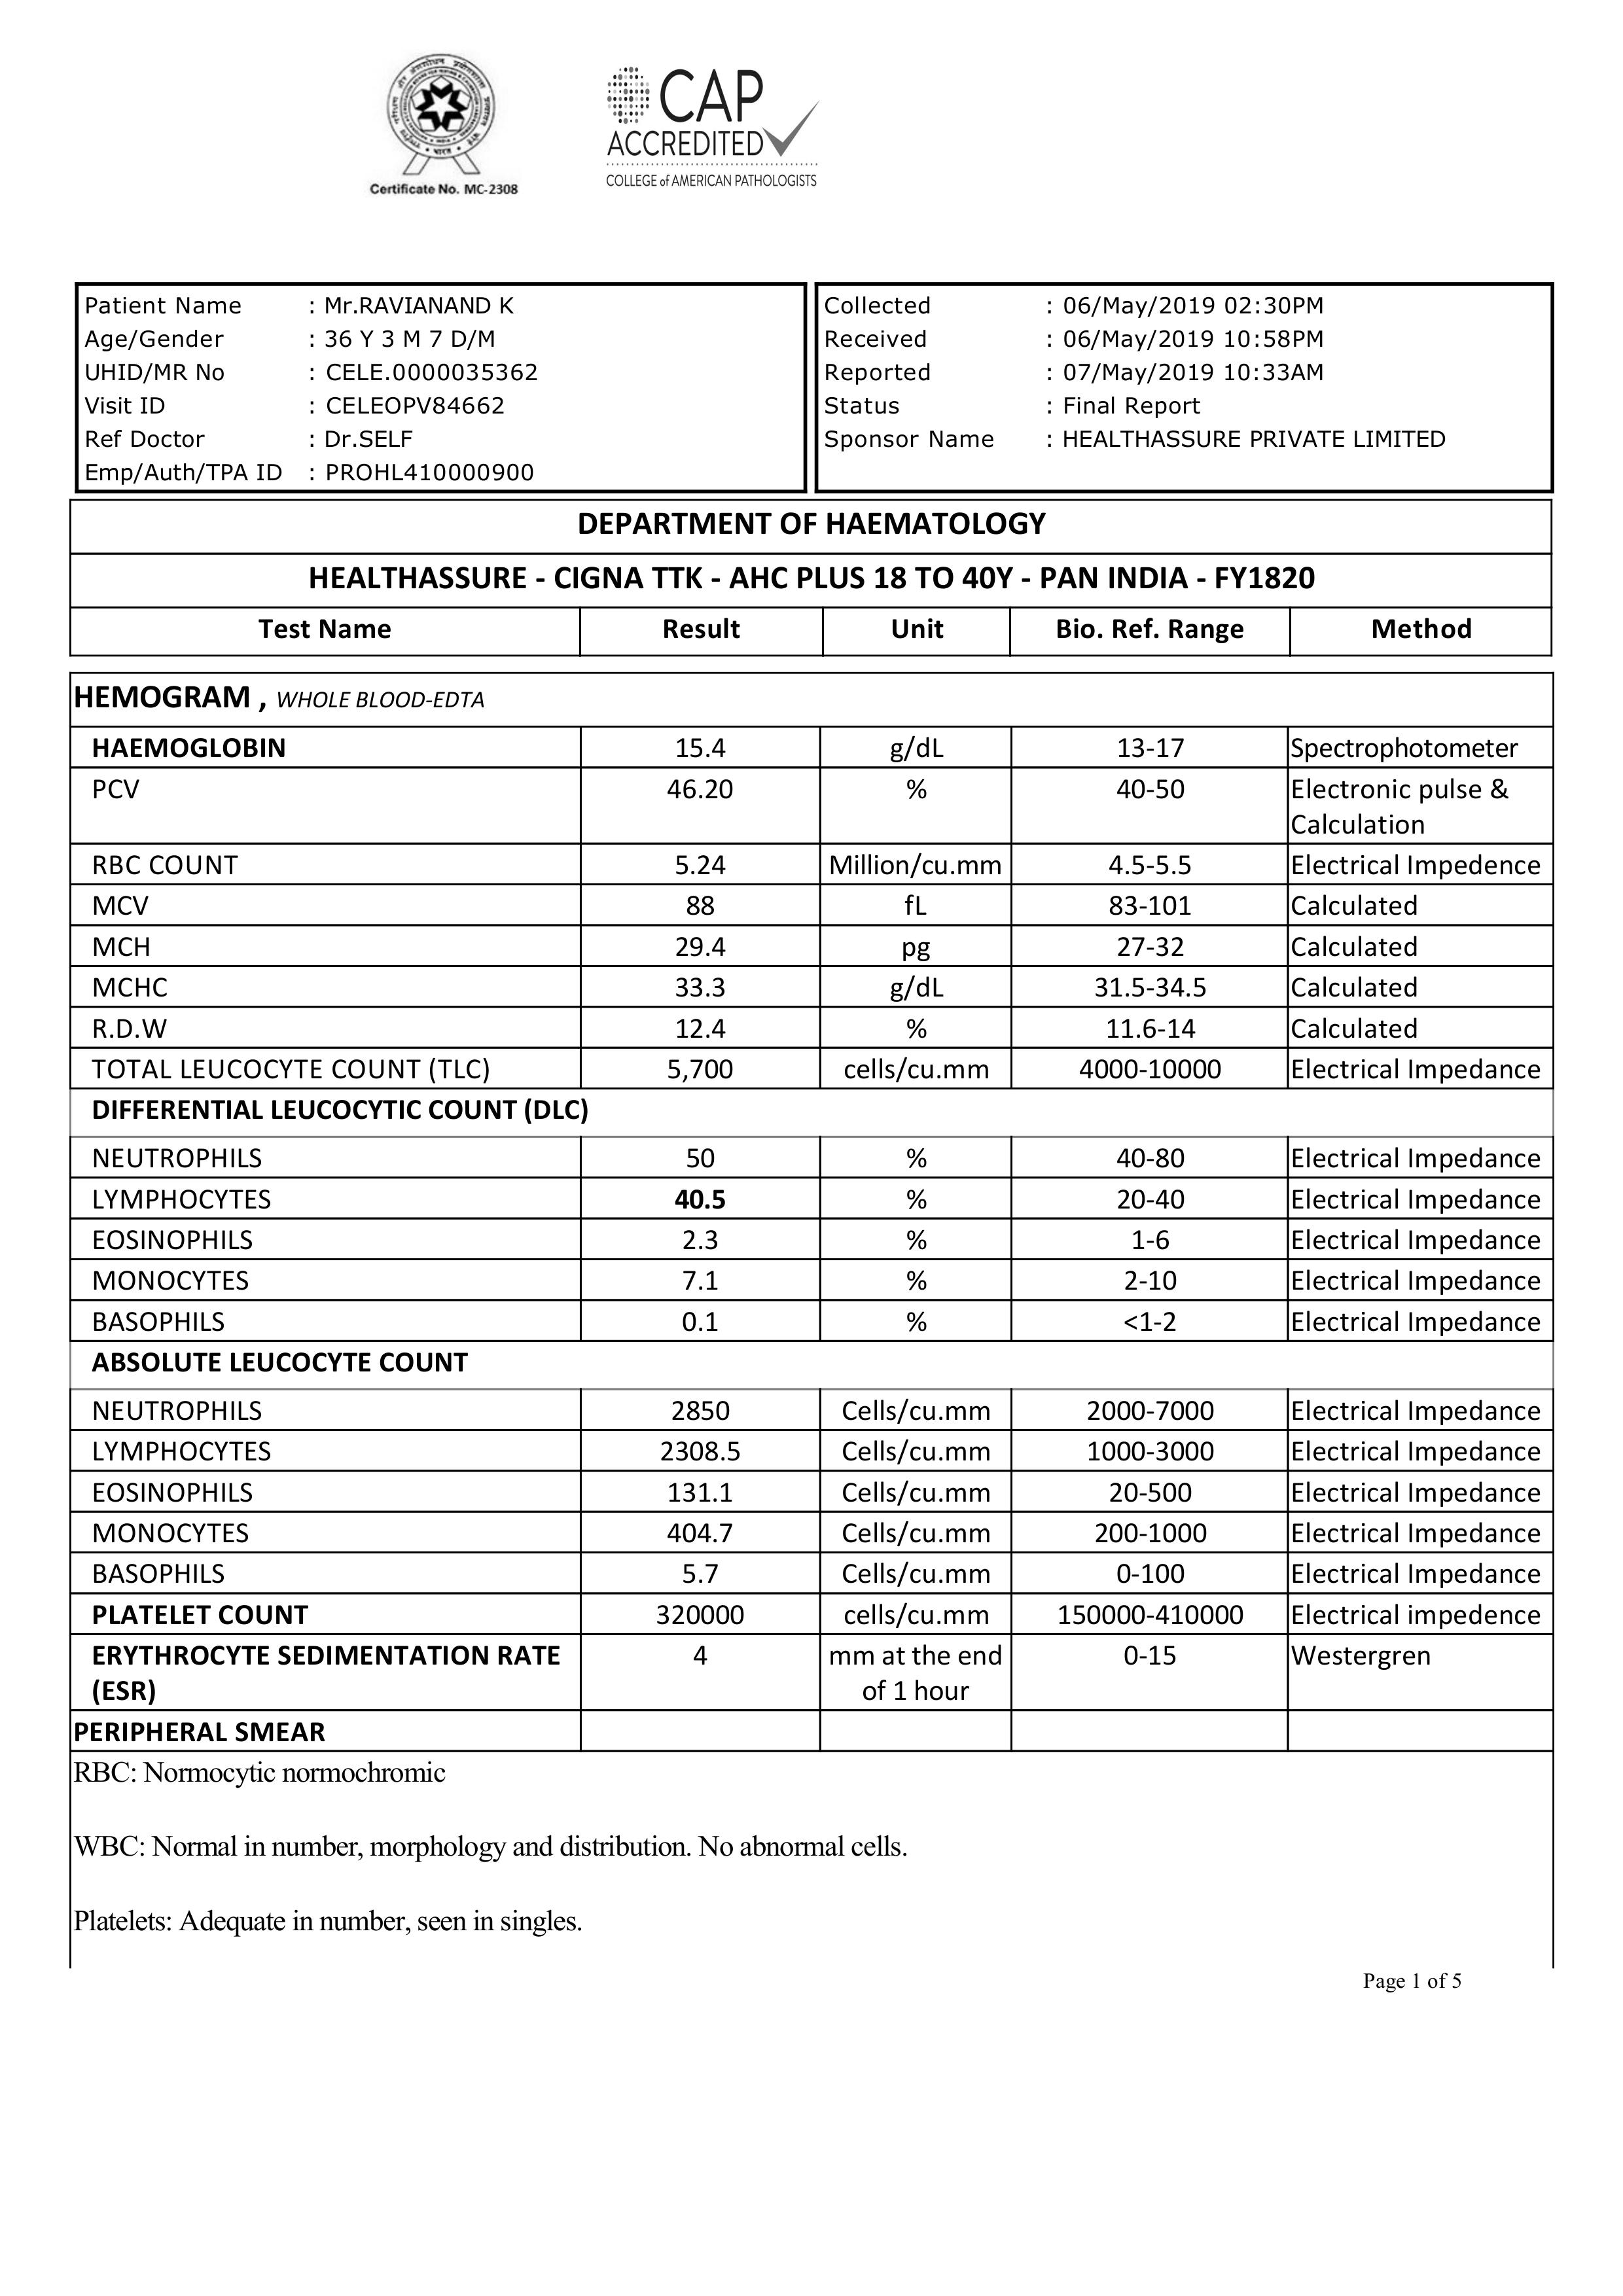 Certificate No. MC-2308
CAP
ACCREDITED
COLLEGE of AMERICAN PATHOLOGISTS
Patient Name : Mr.RAVIANAND K
Age/Gender : 36 Y 3 M 7 D/M
UHID/MR No : CELE.0000035362
Visit ID : CELEOPV84662
Ref Doctor : Dr.SELF
Emp/Auth/TPA ID : PROHL410000900
Collected : 06/May/2019 02:30PM
Received : 06/May/2019 10:58PM
Reported : 07/May/2019 10:33AM
Status : Final Report
Sponsor Name : HEALTHASSURE PRIVATE LIMITED
DEPARTMENT OF HAEMATOLOGY
HEALTHASSURE - CIGNA TTK - AHC PLUS 18 TO 40Y - PAN INDIA - FY1820
Test Name Result Unit Bio. Ref. Range Method
HEMOGRAM , WHOLE BLOOD-EDTA
HAEMOGLOBIN 15.4 g/dL 13-17 Spectrophotometer
PCV 46.20 % 40-50 Electronic pulse &
Calculation
RBC COUNT 5.24 Million/cu.mm 4.5-5.5 Electrical Impedence
MCV 88 fL 83-101 Calculated
MCH 29.4 pg 27-32 Calculated
MCHC 33.3 g/dL 31.5-34.5 Calculated
R.D.W 12.4 % 11.6-14 Calculated
TOTAL LEUCOCYTE COUNT (TLC) 5,700 cells/cu.mm 4000-10000 Electrical Impedance
DIFFERENTIAL LEUCOCYTIC COUNT (DLC)
NEUTROPHILS 50 % 40-80 Electrical Impedance
LYMPHOCYTES 40.5 % 20-40 Electrical Impedance
EOSINOPHILS 2.3 % 1-6 Electrical Impedance
MONOCYTES 7.1 % 2-10 Electrical Impedance
BASOPHILS 0.1 % <1-2 Electrical Impedance
ABSOLUTE LEUCOCYTE COUNT
NEUTROPHILS 2850 Cells/cu.mm 2000-7000 Electrical Impedance
LYMPHOCYTES 2308.5 Cells/cu.mm 1000-3000 Electrical Impedance
EOSINOPHILS 131.1 Cells/cu.mm 20-500 Electrical Impedance
MONOCYTES 404.7 Cells/cu.mm 200-1000 Electrical Impedance
BASOPHILS 5.7 Cells/cu.mm 0-100 Electrical Impedance
PLATELET COUNT 320000 cells/cu.mm 150000-410000 Electrical impedence
ERYTHROCYTE SEDIMENTATION RATE 4 mm at the end 0-15 Westergren
(ESR) of 1 hour
PERIPHERAL SMEAR
RBC: Normocytic normochromic
WBC: Normal in number, morphology and distribution. No abnormal cells.
Platelets: Adequate in number, seen in singles.
Page 1 of 5